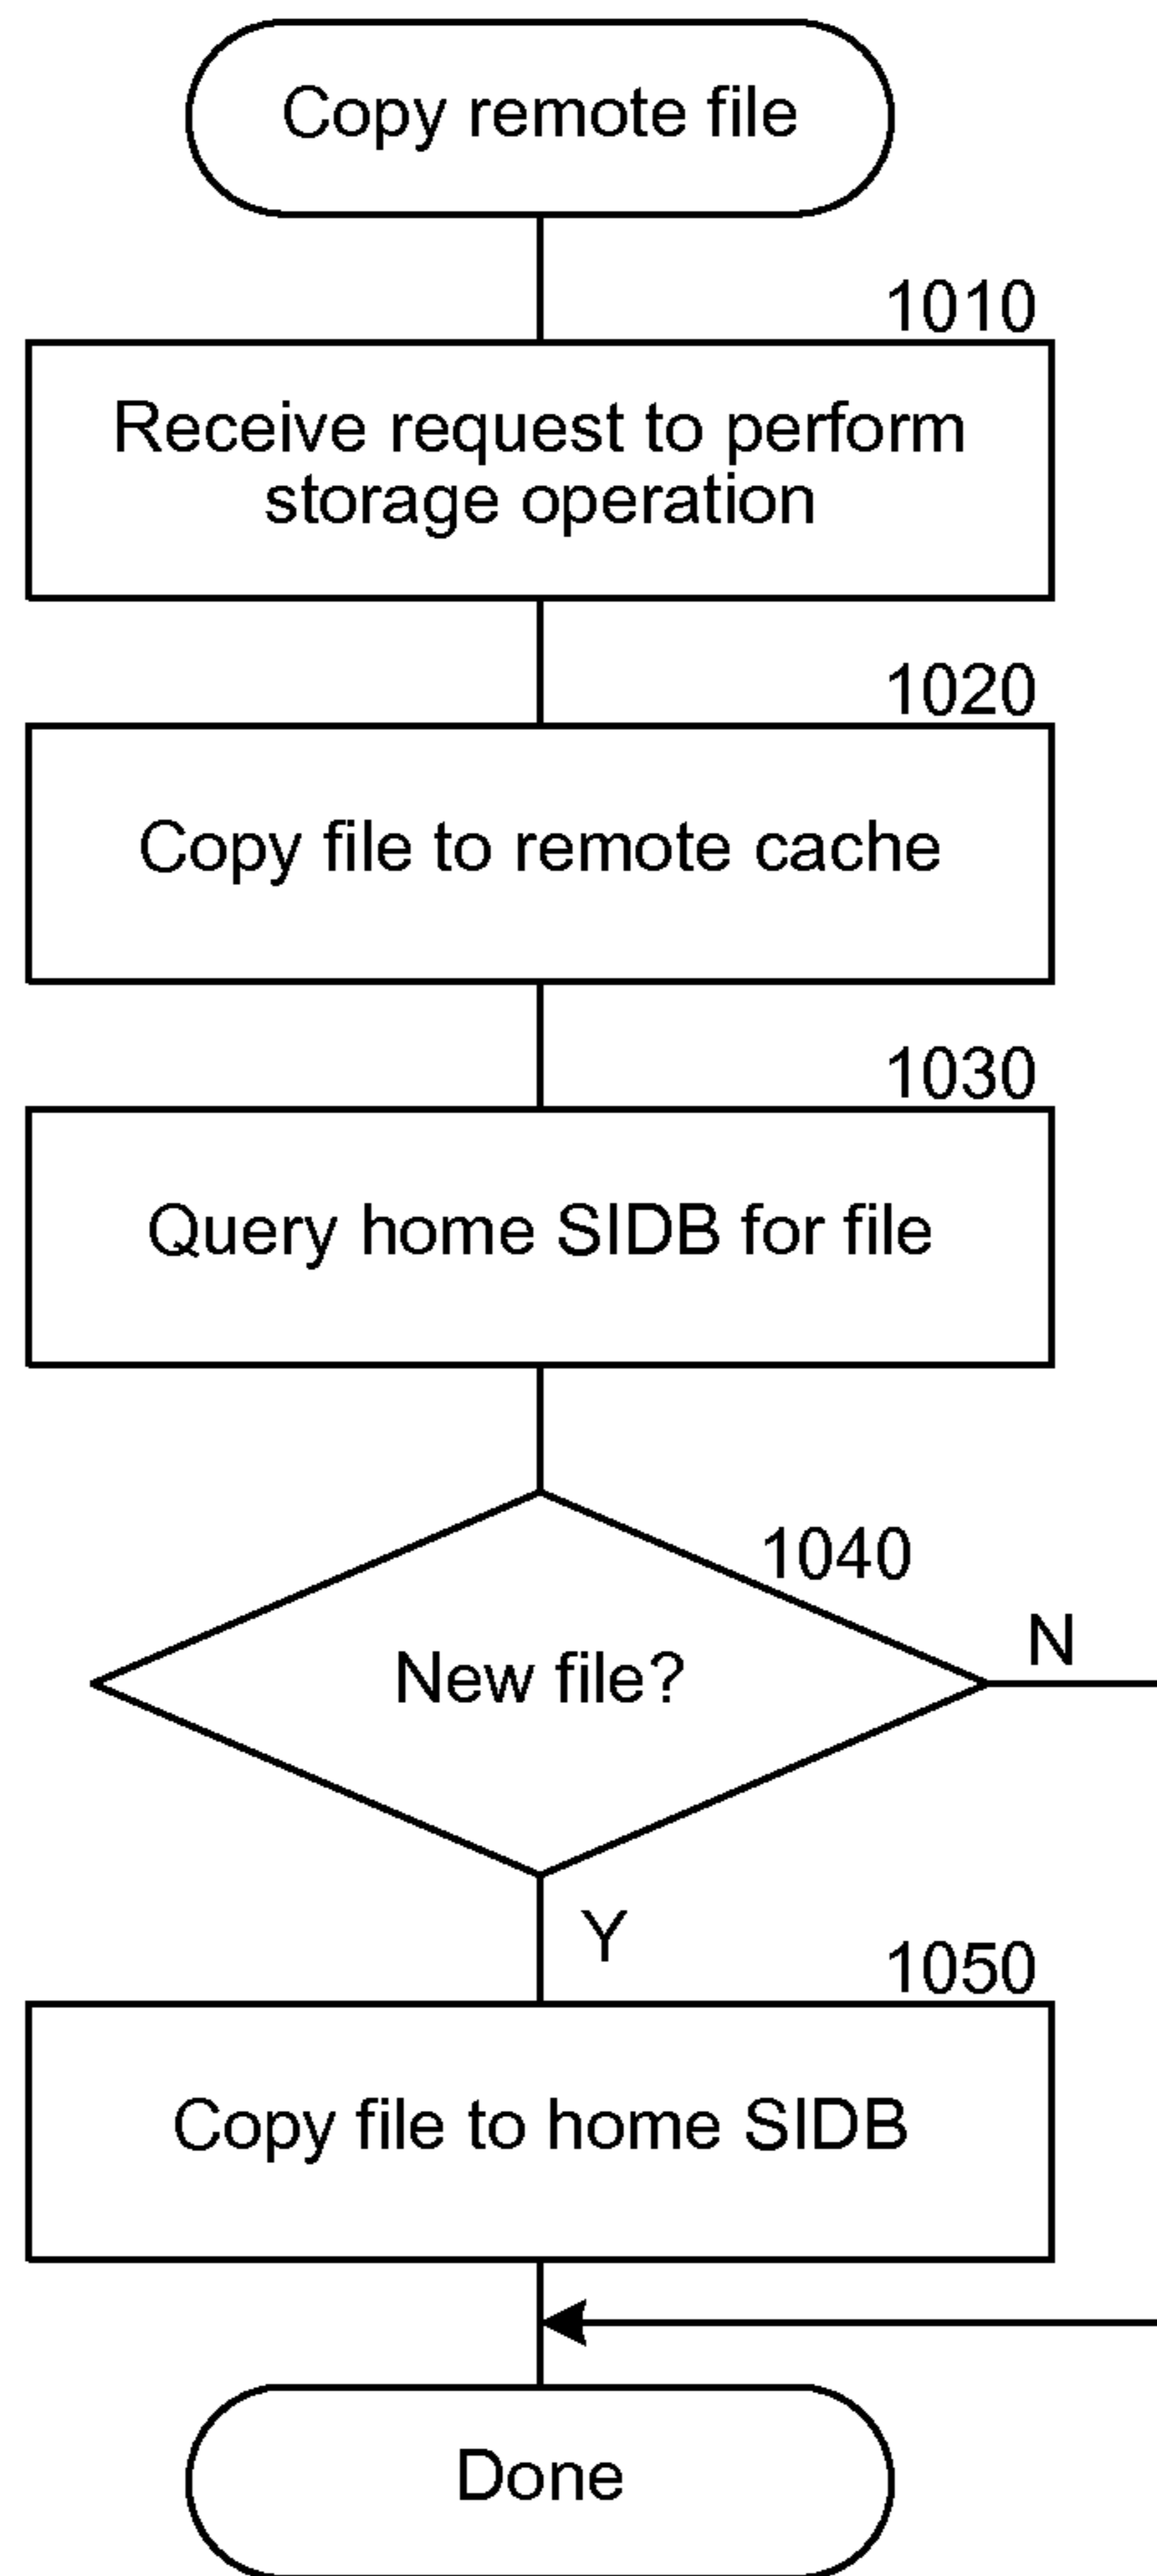 Copy remote file
1010
Receive request to perform
storage operation
1020
Copy file to remote cache
1030
Query home SIDB for file
1040
New file?
N
Y
1050
Copy file to home SIDB
Done